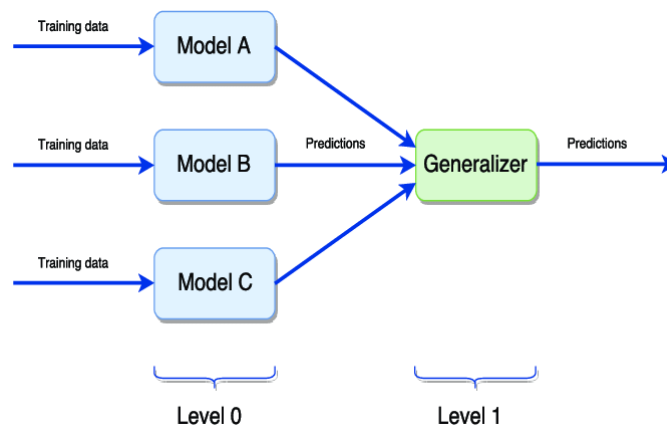 Training data
Model A
Training data
Model B
Predictions
Generalizer
Predictions
Training data
Model C
Level 0
Level 1